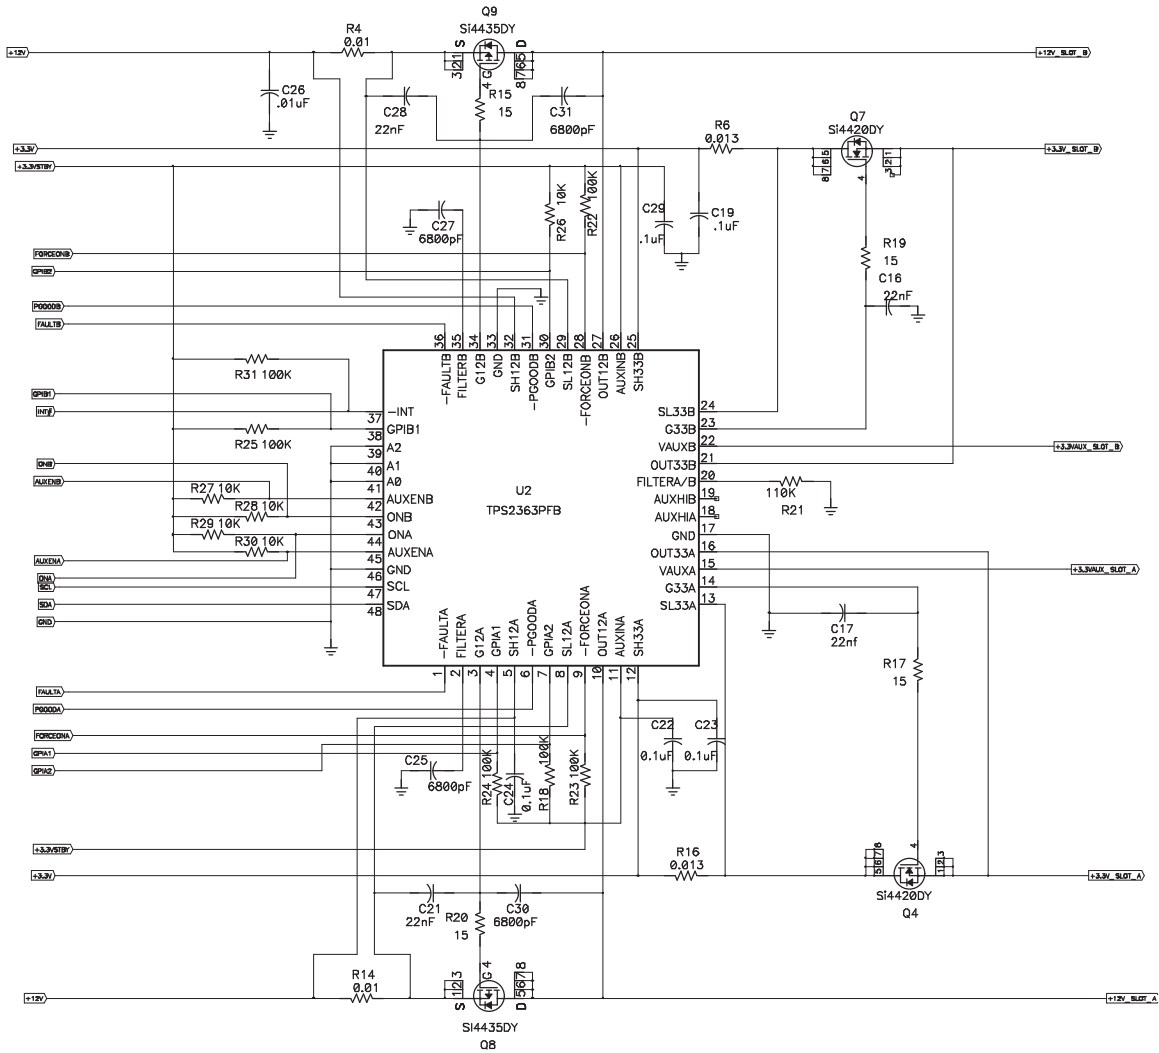 Q9
Si4435DY
R4
0.01
S
D
+12V
+12V_SLOT_B
3 2 1
4 G
8 7 6 5
C26
.01uF
R15
15
C28
22nF
C31
6800pF
Q7
Si4420DY
R6
0.013
+3.3V
+3.3V_SLOT_B
+3.3VSTBY
8 7 6 5
4
3 2 1
C27
6800pF
R26 10K
R22 100K
C29
.1uF
C19
.1uF
R19
15
C16
22nF
FORCEONB
GPIB2
PGOODB
FAULTB
36 35 34 33 32 31 30 29 28 27 26 25
-FAULTB
FILTERB
G12B
GND
SH12B
-PGOODB
GPIB2
SL12B
-FORCEONB
OUT12B
AUXINB
SH33B
R31 100K
GPIB1
INT#
R25 100K
ONB
AUXENB
R27 10K
R28 10K
R29 10K
R30 10K
AUXENA
ONA
SCL
SDA
GND
37 -INT
38 GPIB1
39 A2
40 A1
41 A0
42 AUXENB
43 ONB
44 ONA
45 AUXENA
46 GND
47 SCL
48 SDA
U2
TPS2363PFB
SL33B 24
G33B 23
VAUXB 22
OUT33B 21
FILTERA/B 20
AUXHIB 19
AUXHIA 18
GND 17
OUT33A 16
VAUXA 15
G33A 14
SL33A 13
+3.3VAUX_SLOT_B
110K
R21
+3.3VAUX_SLOT_A
C17
22nf
R17
15
-FAULTA
FILTERA
G12A
GPIA1
SH12A
-PGOODA
GPIA2
SL12A
-FORCEONA
OUT12A
AUXINA
SH33A
1 2 3 4 5 6 7 8 9 10 11 12
FAULTA
PGOODA
FORCEONA
GPIA1
GPIA2
C25
6800pF
R24 100K
C24
0.1uF
R18 100K
R23 100K
C22
0.1uF
C23
0.1uF
+3.3VSTBY
R16
0.013
+3.3V
+3.3V_SLOT_A
5 6 7 8
4
1 2 3
Si4420DY
Q4
C21
22nF
R20
15
C30
6800pF
R14
0.01
+12V
+12V_SLOT_A
S 1 2 3
G 4
D 5 6 7 8
SI4435DY
Q8